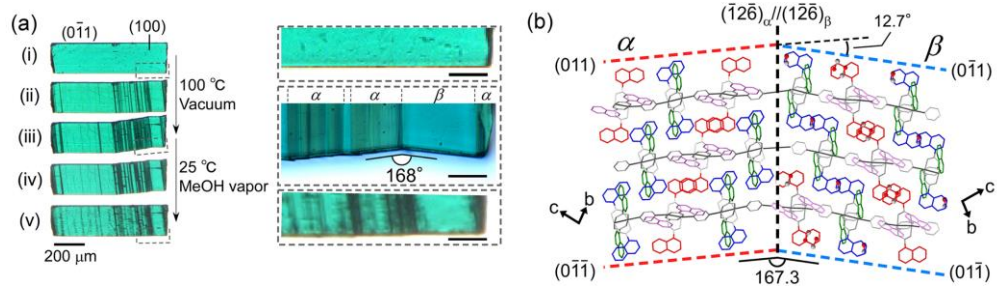 (a)
(01̄1)
(100)
(i)
(ii)
(iii)
(iv)
(v)
100 °C
Vacuum
25 °C
MeOH vapor
200 μm
α
α
β
α
168°
(b)
(1̄26̄)α//(12̄6̄)β
12.7°
α
β
(011)
(01̄1)
c
b
c
b
(01̄1̄)
(011̄)
167.3